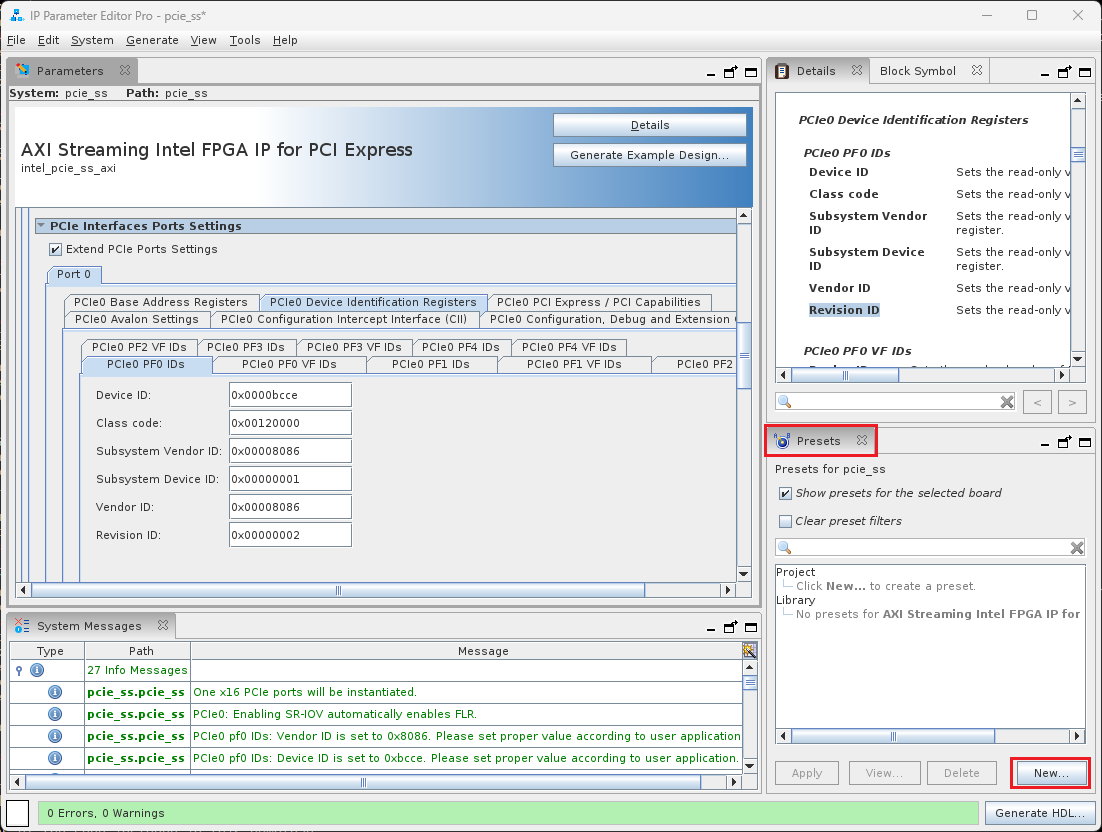 IP Parameter Editor Pro - pcie_ss*
File Edit System Generate View Tools Help
Parameters
System: pcie_ss Path: pcie_ss
Details
Generate Example Design...
AXI Streaming Intel FPGA IP for PCI Express
intel_pcie_ss_axi
PCIe Interfaces Ports Settings
Extend PCIe Ports Settings
Port 0
PCIe0 Base Address Registers PCIe0 Device Identification Registers PCIe0 PCI Express / PCI Capabilities
PCIe0 Avalon Settings PCIe0 Configuration Intercept Interface (CII) PCIe0 Configuration, Debug and Extension
PCIe0 PF2 VF IDs PCIe0 PF3 IDs PCIe0 PF3 VF IDs PCIe0 PF4 IDs PCIe0 PF4 VF IDs
PCIe0 PF0 IDs PCIe0 PF0 VF IDs PCIe0 PF1 IDs PCIe0 PF1 VF IDs PCIe0 PF2
Device ID: 0x0000bcce
Class code: 0x00120000
Subsystem Vendor ID: 0x00008086
Subsystem Device ID: 0x00000001
Vendor ID: 0x00008086
Revision ID: 0x00000002
System Messages
Type Path Message
27 Info Messages
pcie_ss.pcie_ss One x16 PCIe ports will be instantiated.
pcie_ss.pcie_ss PCIe0: Enabling SR-IOV automatically enables FLR.
pcie_ss.pcie_ss PCIe0 pf0 IDs: Vendor ID is set to 0x8086. Please set proper value according to user application
pcie_ss.pcie_ss PCIe0 pf0 IDs: Device ID is set to 0xbcce. Please set proper value according to user application.
Details Block Symbol
PCIe0 Device Identification Registers
PCIe0 PF0 IDs
Device ID Sets the read-only v
Class code Sets the read-only v
Subsystem Vendor Sets the read-only v
ID register.
Subsystem Device Sets the read-only v
ID register.
Vendor ID Sets the read-only v
Revision ID Sets the read-only v
PCIe0 PF0 VF IDs
< >
Presets
Presets for pcie_ss
Show presets for the selected board
Clear preset filters
Project
Click New... to create a preset.
Library
No presets for AXI Streaming Intel FPGA IP for
Apply View... Delete New...
0 Errors, 0 Warnings
Generate HDL...